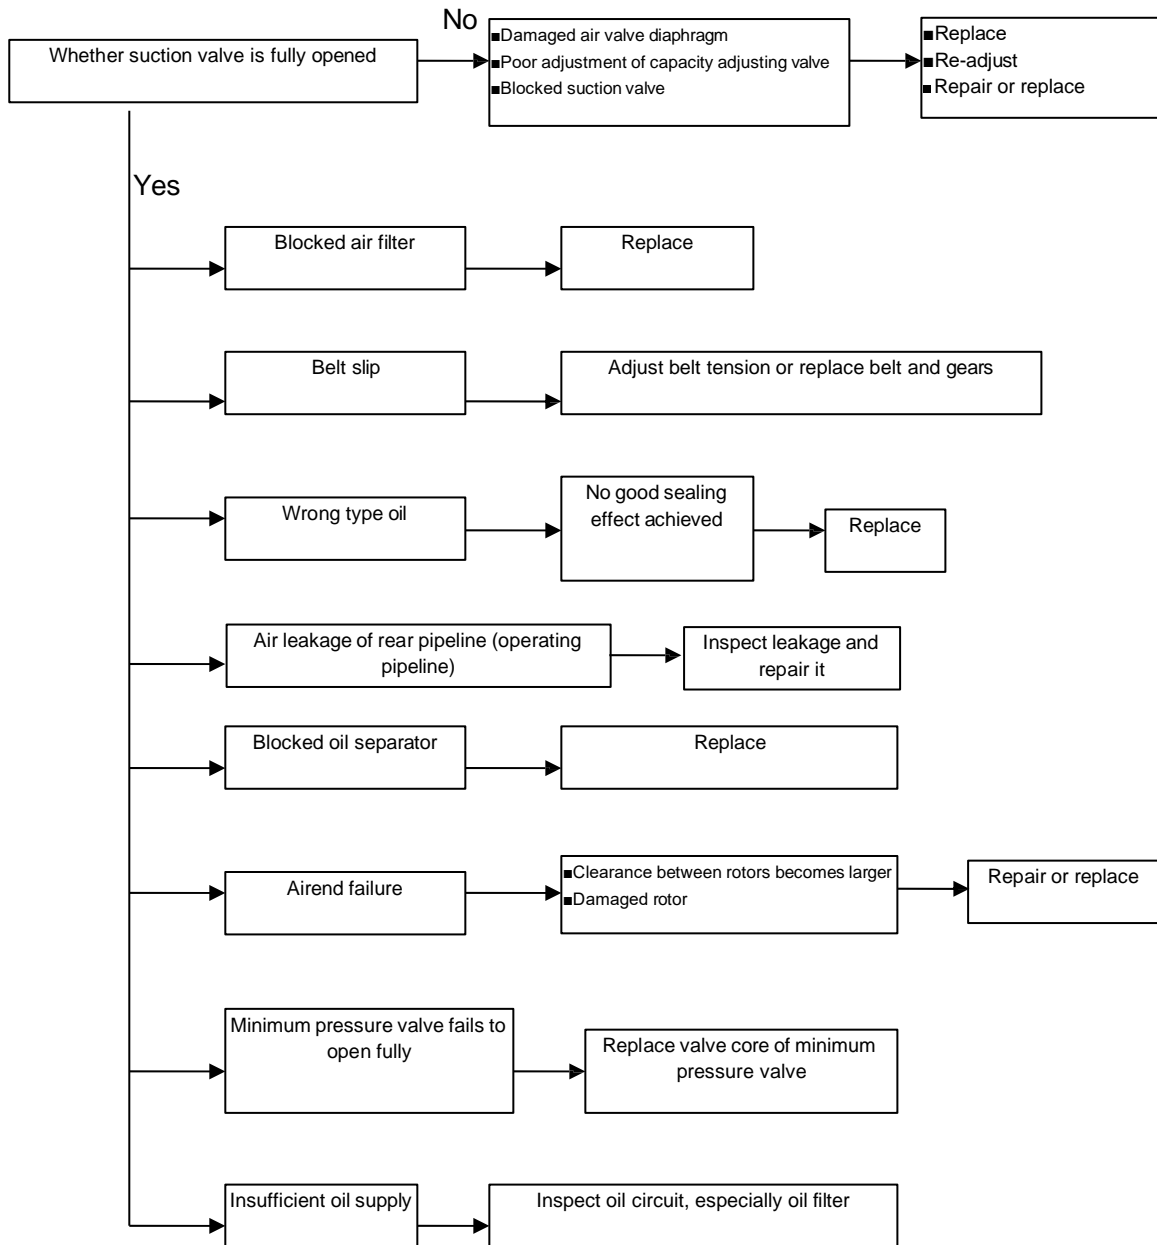 No
Whether suction valve is fully opened
■Damaged air valve diaphragm
■Poor adjustment of capacity adjusting valve
■Blocked suction valve
■Replace
■Re-adjust
■Repair or replace
Yes
Blocked air filter
Replace
Belt slip
Adjust belt tension or replace belt and gears
Wrong type oil
No good sealing
effect achieved
Replace
Air leakage of rear pipeline (operating
pipeline)
Inspect leakage and
repair it
Blocked oil separator
Replace
Airend failure
■Clearance between rotors becomes larger
■Damaged rotor
Repair or replace
Minimum pressure valve fails to
open fully
Replace valve core of minimum
pressure valve
Insufficient oil supply
Inspect oil circuit, especially oil filter